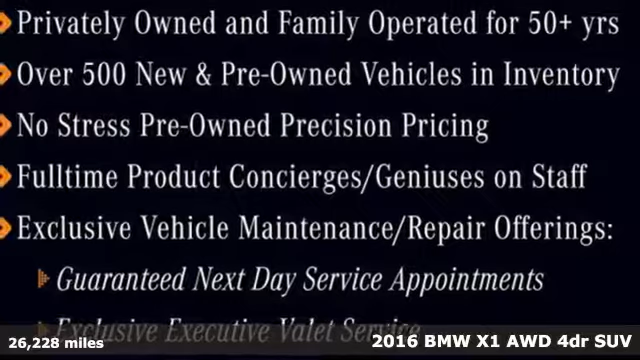 Privately Owned and Family Operated for 50+ yrs
Over 500 New & Pre-Owned Vehicles in Inventory
No Stress Pre-Owned Precision Pricing
Fulltime Product Concierges/Geniuses on Staff
Exclusive Vehicle Maintenance/Repair Offerings:
Guaranteed Next Day Service Appointments
Exclusive Executive Valet Service
26,228 miles
2016 BMW X1 AWD 4dr SUV